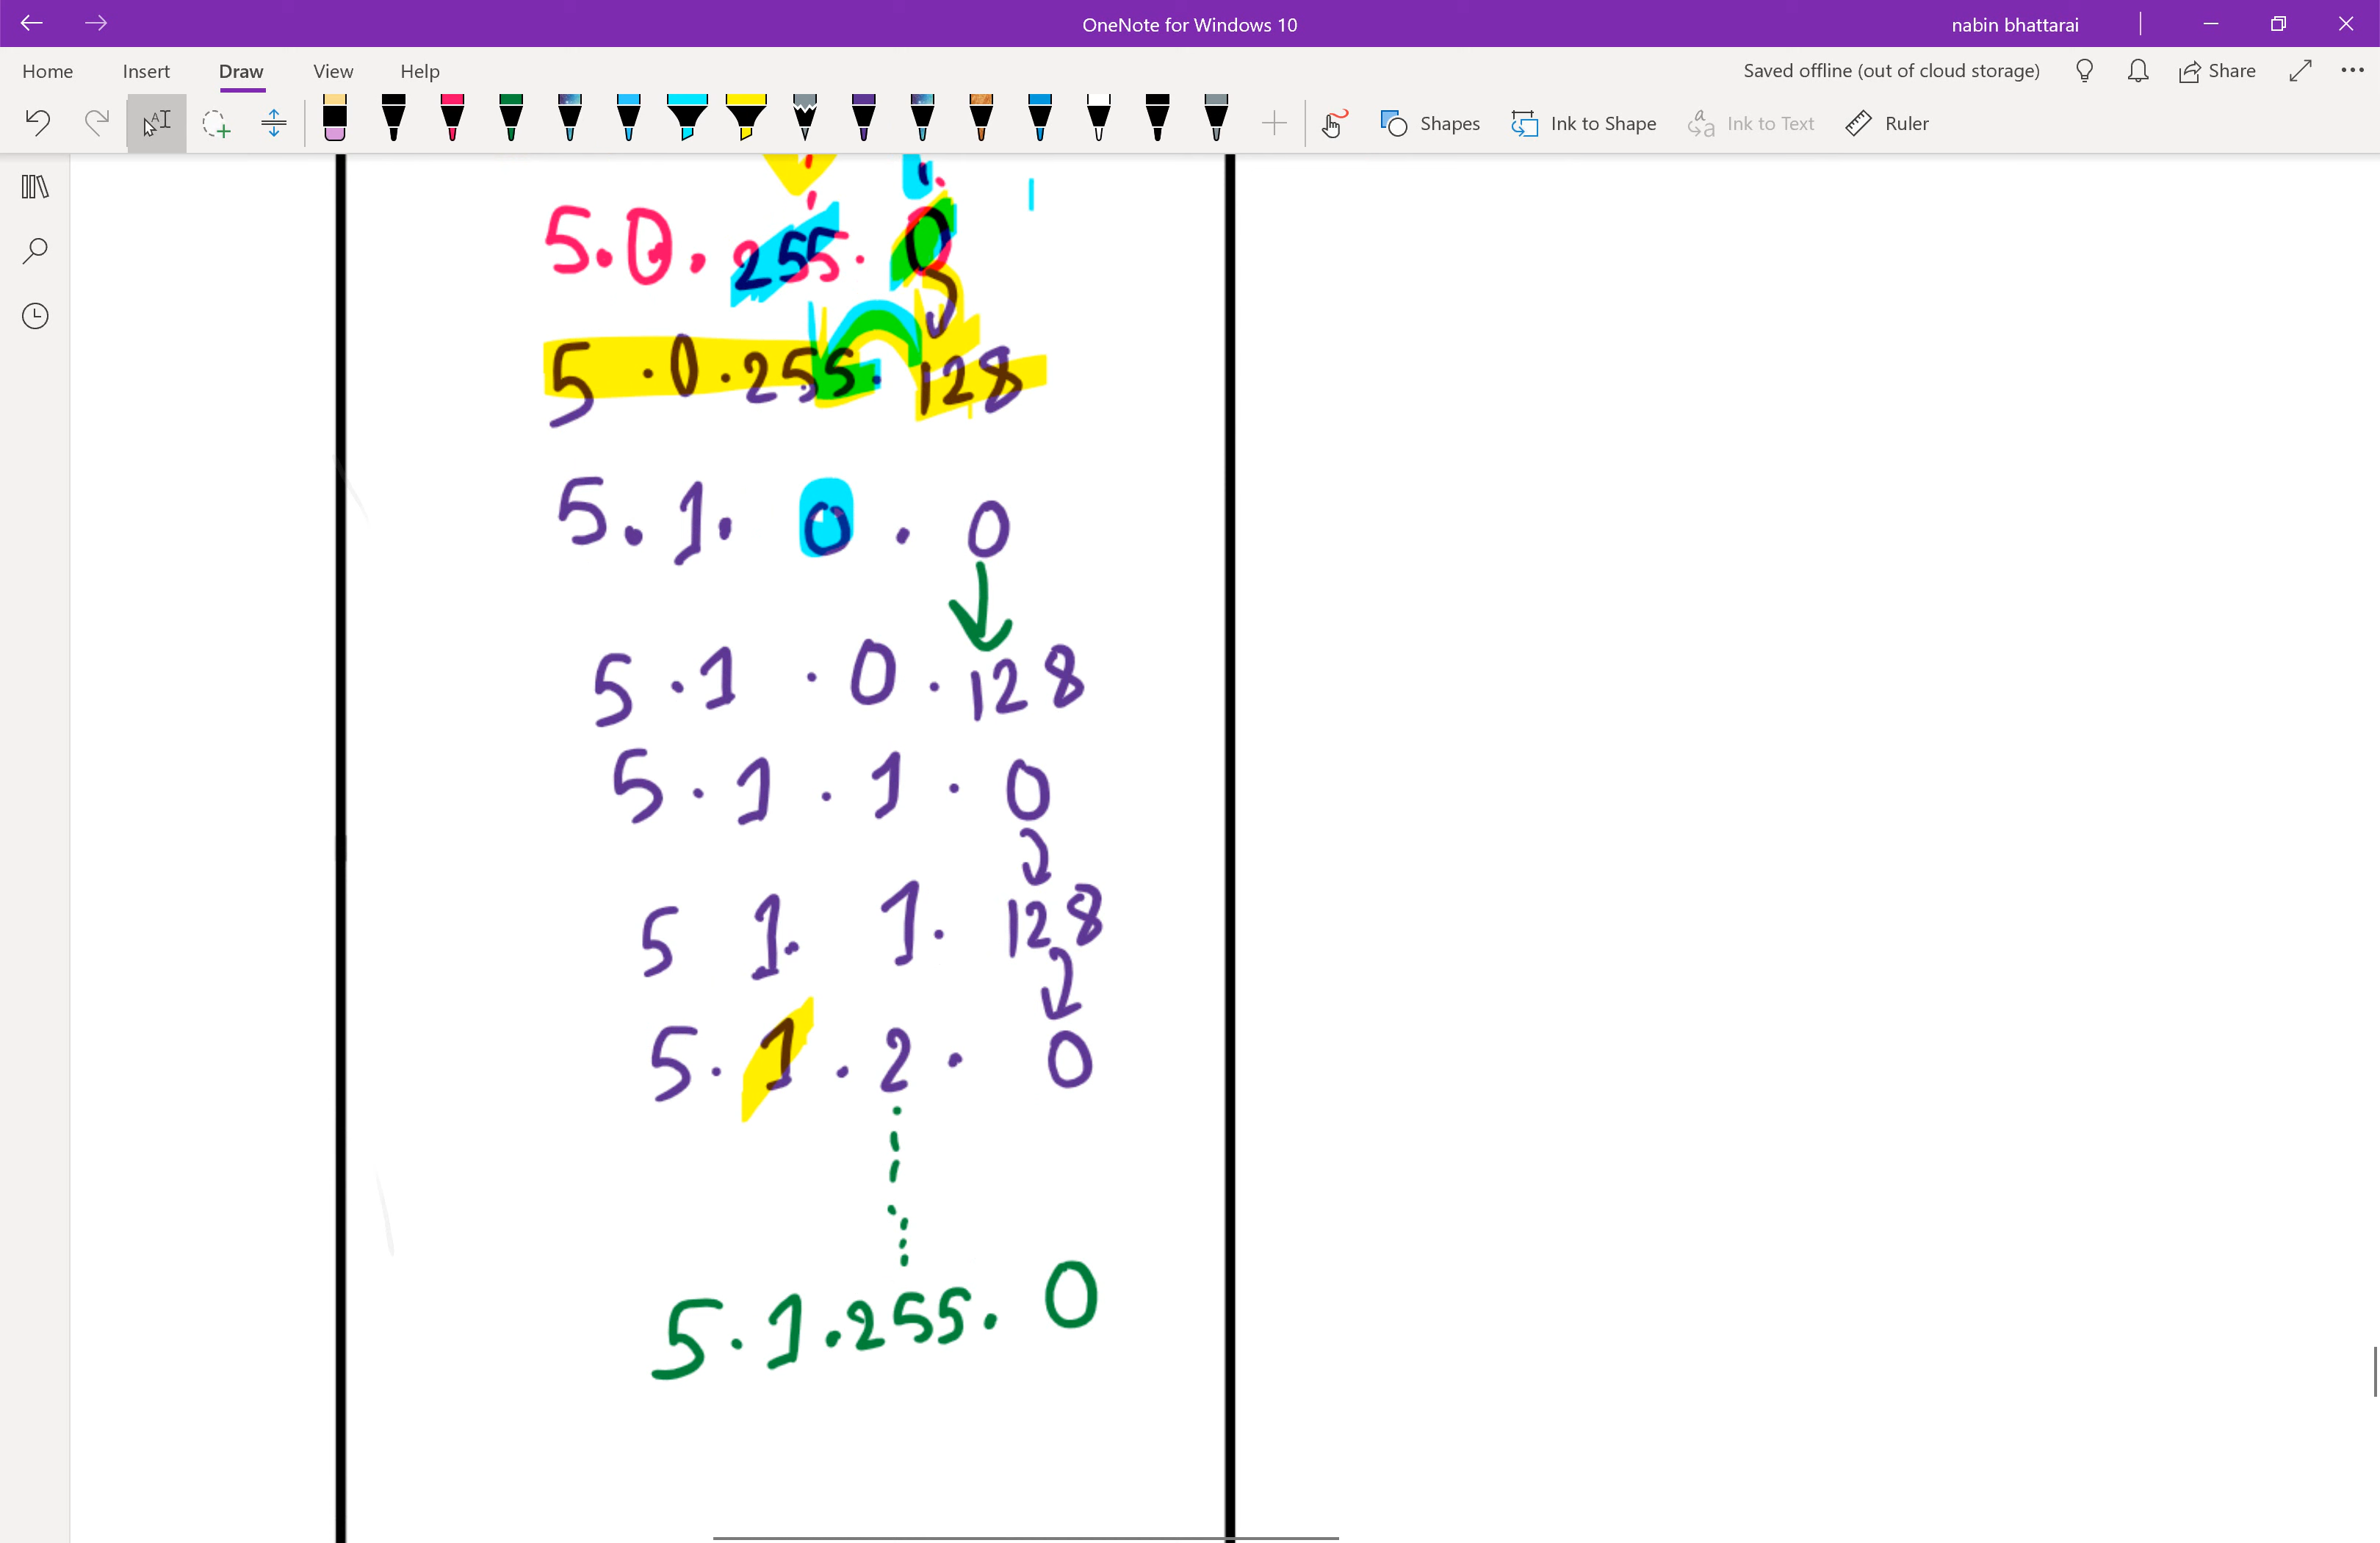 OneNote for Windows 10
nabin bhattarai
Home Insert Draw View Help
Saved offline (out of cloud storage)
Share
Shapes
Ink to Shape
Ink to Text
Ruler
5.0.255.0
5.0.255.128
5.1.0.0
5.1.0.128
5.1.1.0
5 1.1.128
5.1.2.0
5.1.255.0